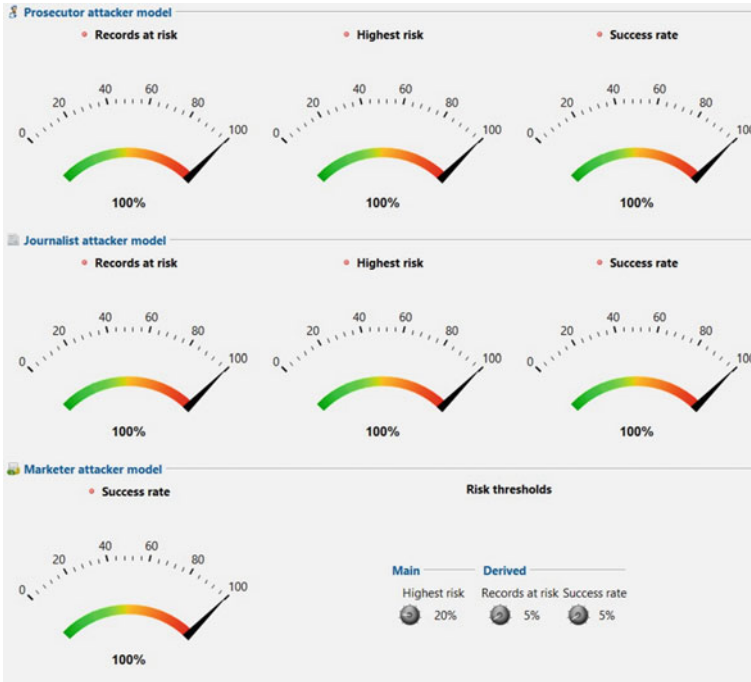 Prosecutor attacker model
Records at risk Highest risk Success rate
0 20 40 60 80 100 0 20 40 60 80 100 0 20 40 60 80 100
100% 100% 100%
Journalist attacker model
Records at risk Highest risk Success rate
0 20 40 60 80 100 0 20 40 60 80 100 0 20 40 60 80 100
100% 100% 100%
Marketer attacker model
Success rate Risk thresholds
0 20 40 60 80 100
Main Derived
Highest risk Records at risk Success rate
20% 5% 5%
100%